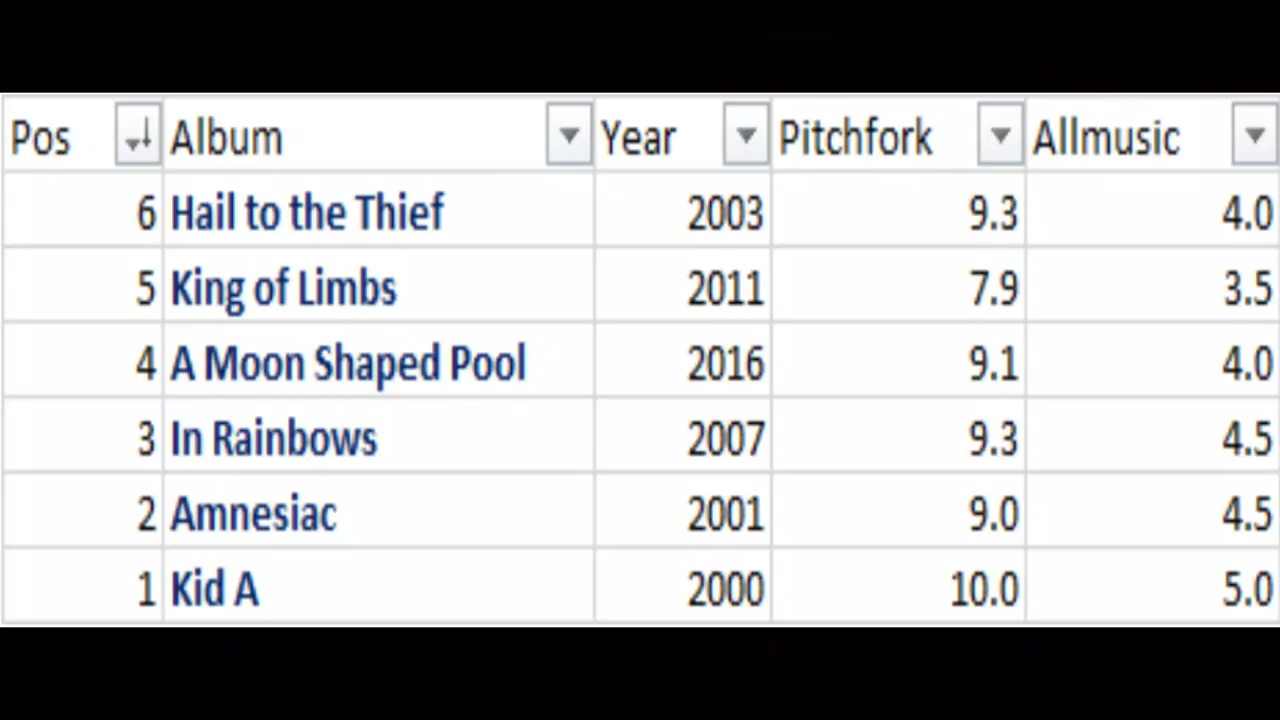 Pos Album Year Pitchfork Allmusic
6 Hail to the Thief 2003 9.3 4.0
5 King of Limbs 2011 7.9 3.5
4 A Moon Shaped Pool 2016 9.1 4.0
3 In Rainbows 2007 9.3 4.5
2 Amnesiac 2001 9.0 4.5
1 Kid A 2000 10.0 5.0